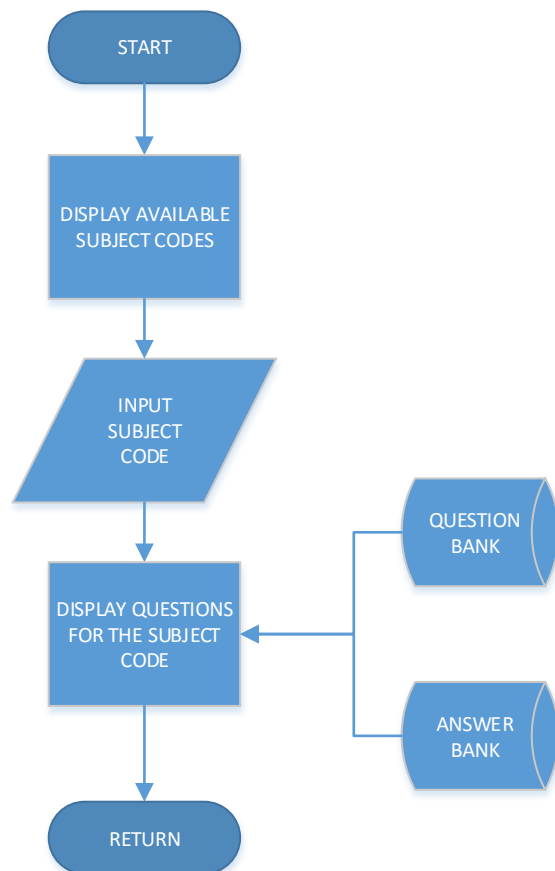 START
DISPLAY AVAILABLE
SUBJECT CODES
INPUT
SUBJECT
CODE
DISPLAY QUESTIONS
FOR THE SUBJECT
CODE
QUESTION
BANK
ANSWER
BANK
RETURN